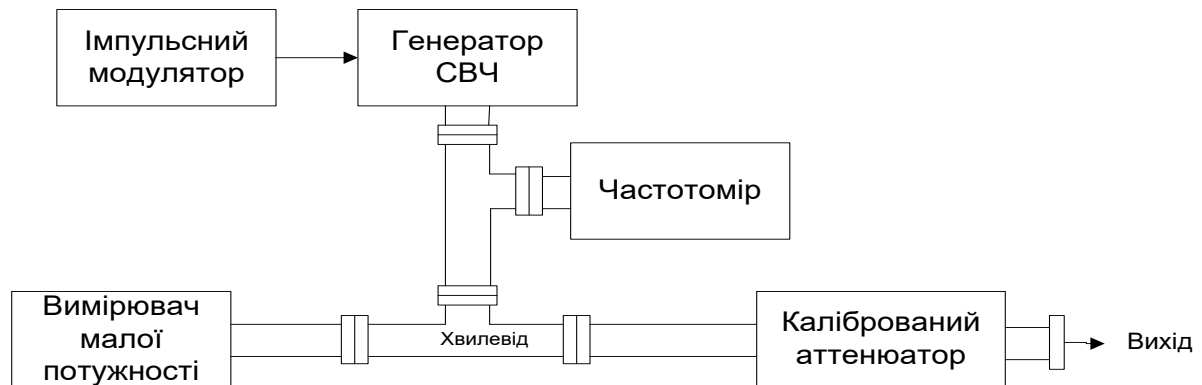 Імпульсний
модулятор
Генератор
СВЧ
Частотомір
Вимірювач
малої
потужності
Хвилевід
Калібрований
аттенюатор
Вихід